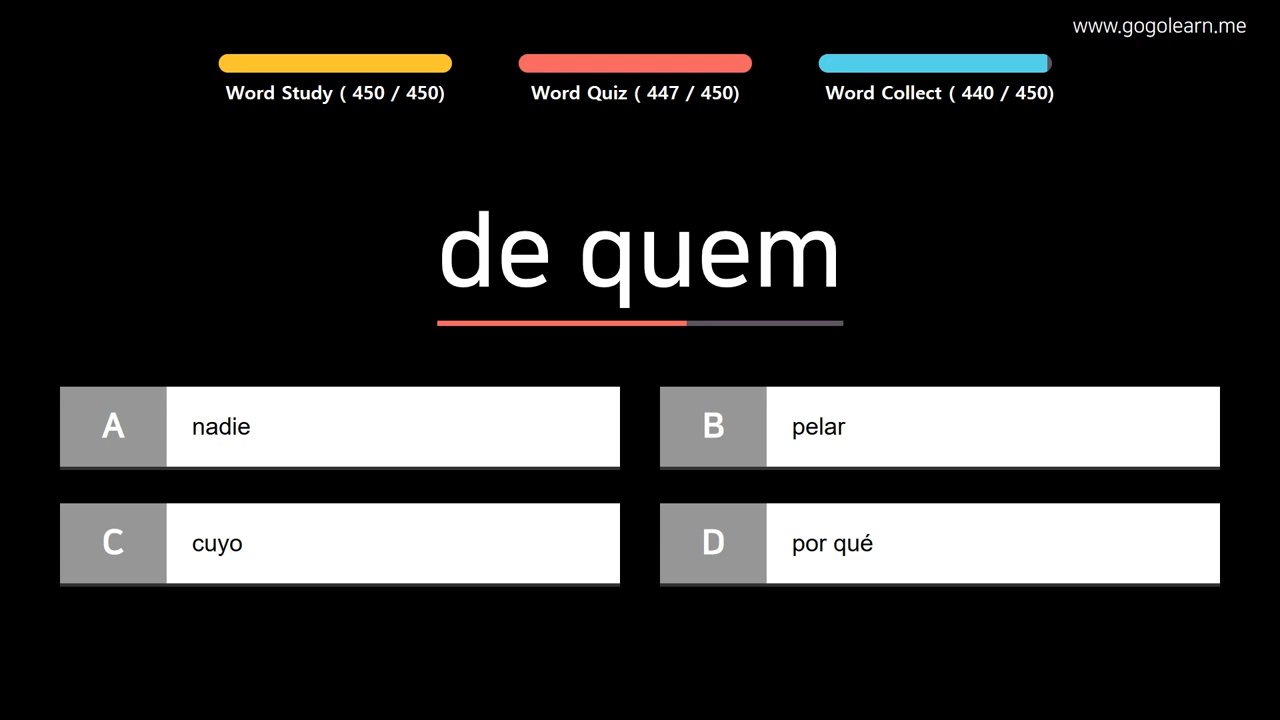 www.gogolearn.me
Word Study ( 450 / 450)
Word Quiz ( 447 / 450)
Word Collect ( 440 / 450)
de quem
A nadie
B pelar
C cuyo
D por qué